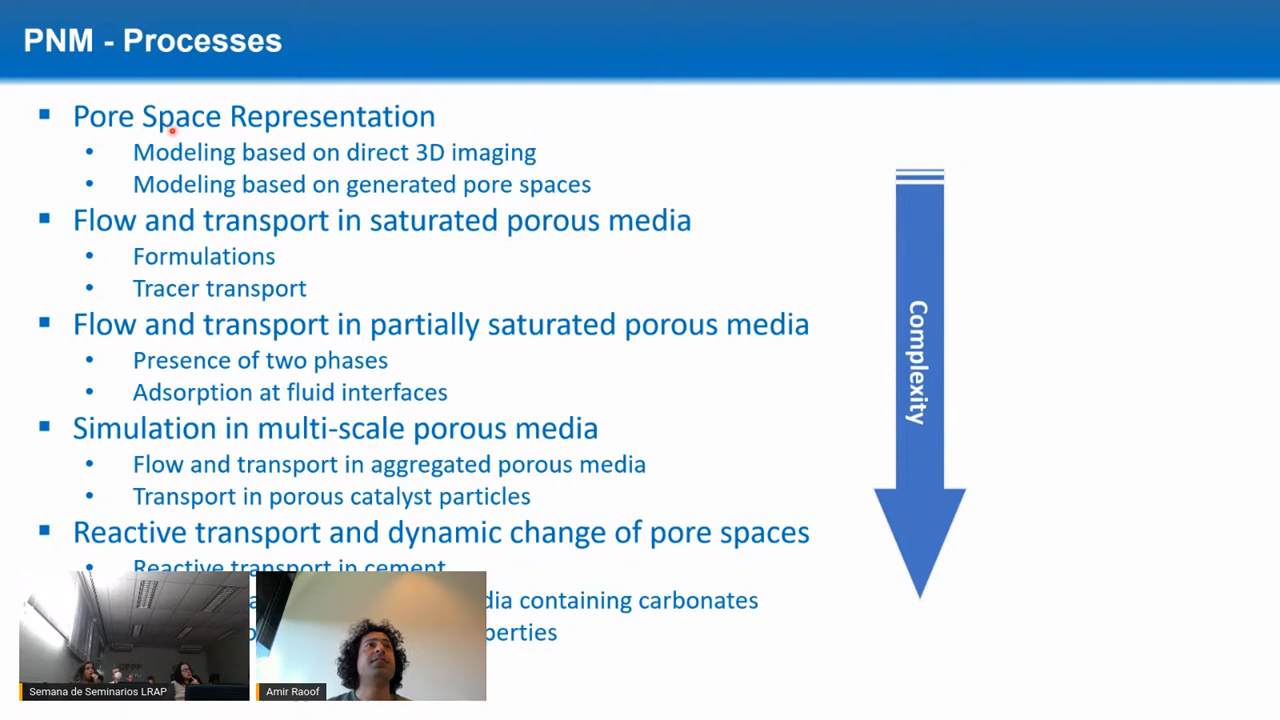 PNM - Processes
Pore Space Representation
Modeling based on direct 3D imaging
Modeling based on generated pore spaces
Flow and transport in saturated porous media
Formulations
Tracer transport
Flow and transport in partially saturated porous media
Presence of two phases
Adsorption at fluid interfaces
Simulation in multi-scale porous media
Flow and transport in aggregated porous media
Transport in porous catalyst particles
Reactive transport and dynamic change of pore spaces
Reactive transport in cement
containing carbonates
Complexity
Semana de Seminarios LRAP
Amir Raoof